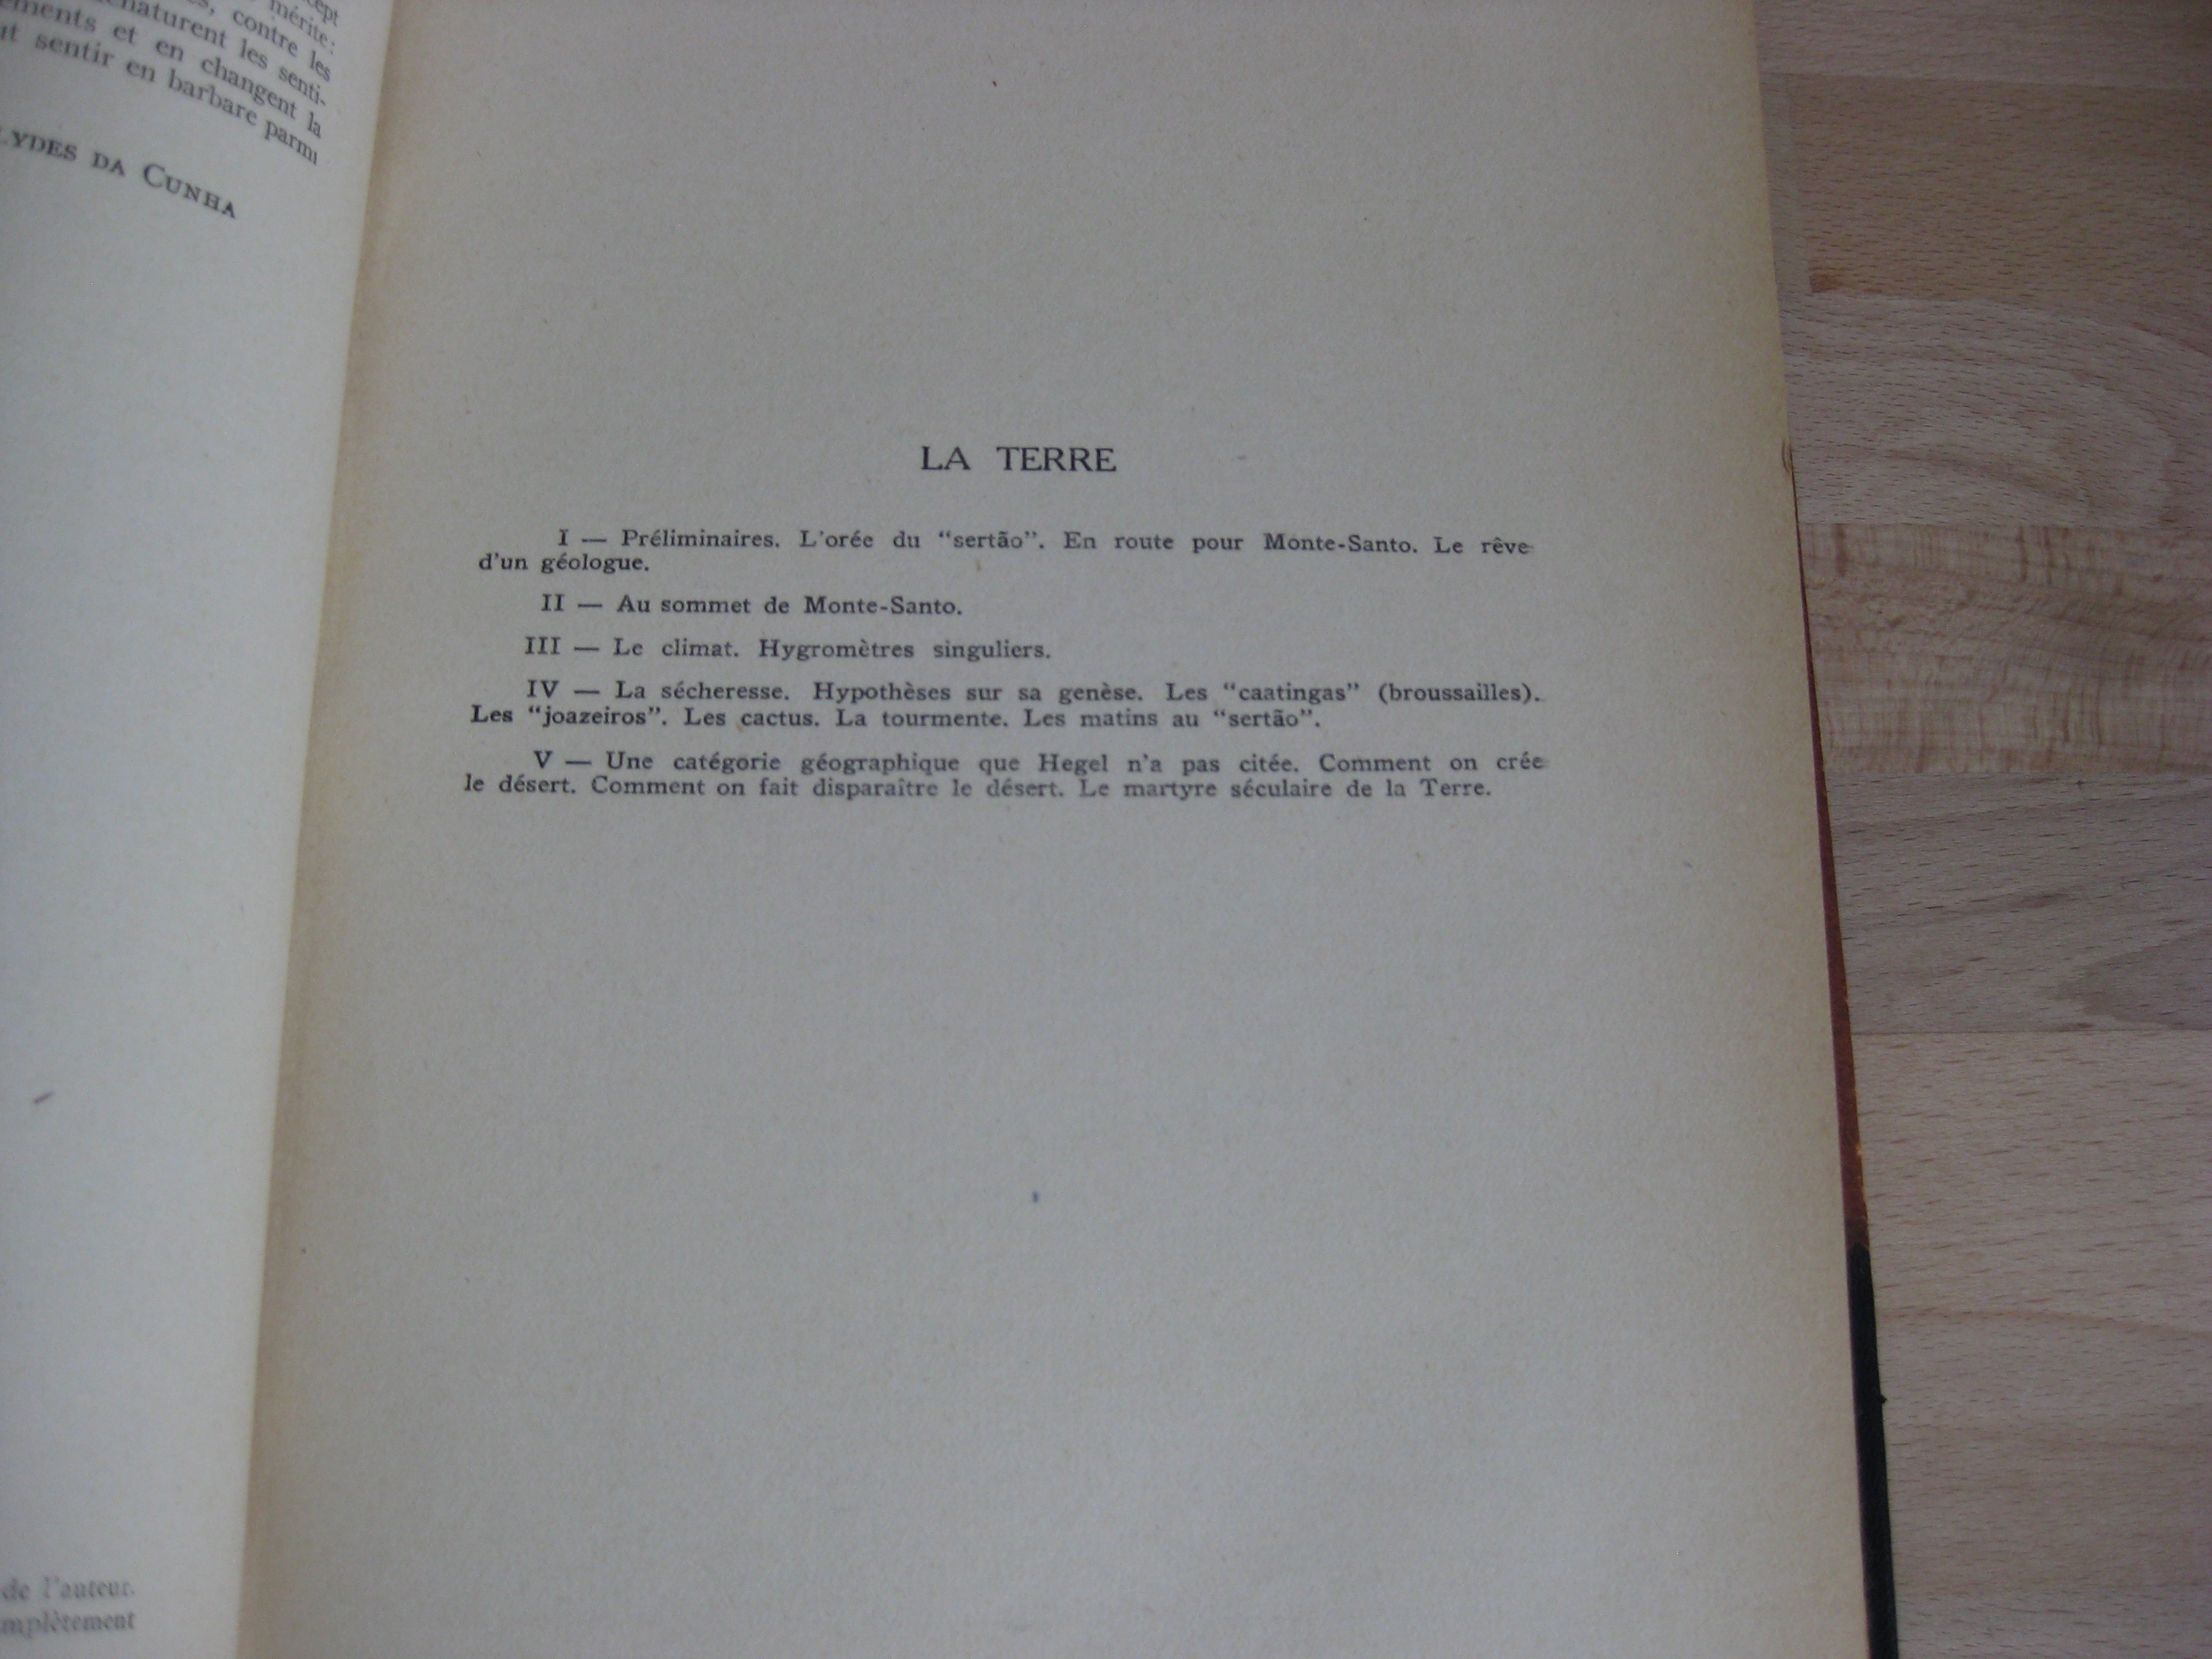 mérite:
contre les
les senti-
ements et en changent la
sentir en barbare parmi
DA CUNHA
de l'auteur.
LA TERRE
I — Préliminaires. L'orée du “sertão”. En route pour Monte-Santo. Le rêve
d'un géologue.
II — Au sommet de Monte-Santo.
III — Le climat. Hygromètres singuliers.
IV — La sécheresse. Hypothèses sur sa genèse. Les “caatingas” (broussailles).
Les “joazeiros”. Les cactus. La tourmente. Les matins au “sertão”.
V — Une catégorie géographique que Hegel n'a pas citée. Comment on crée
le désert. Comment on fait disparaître le désert. Le martyre séculaire de la Terre.